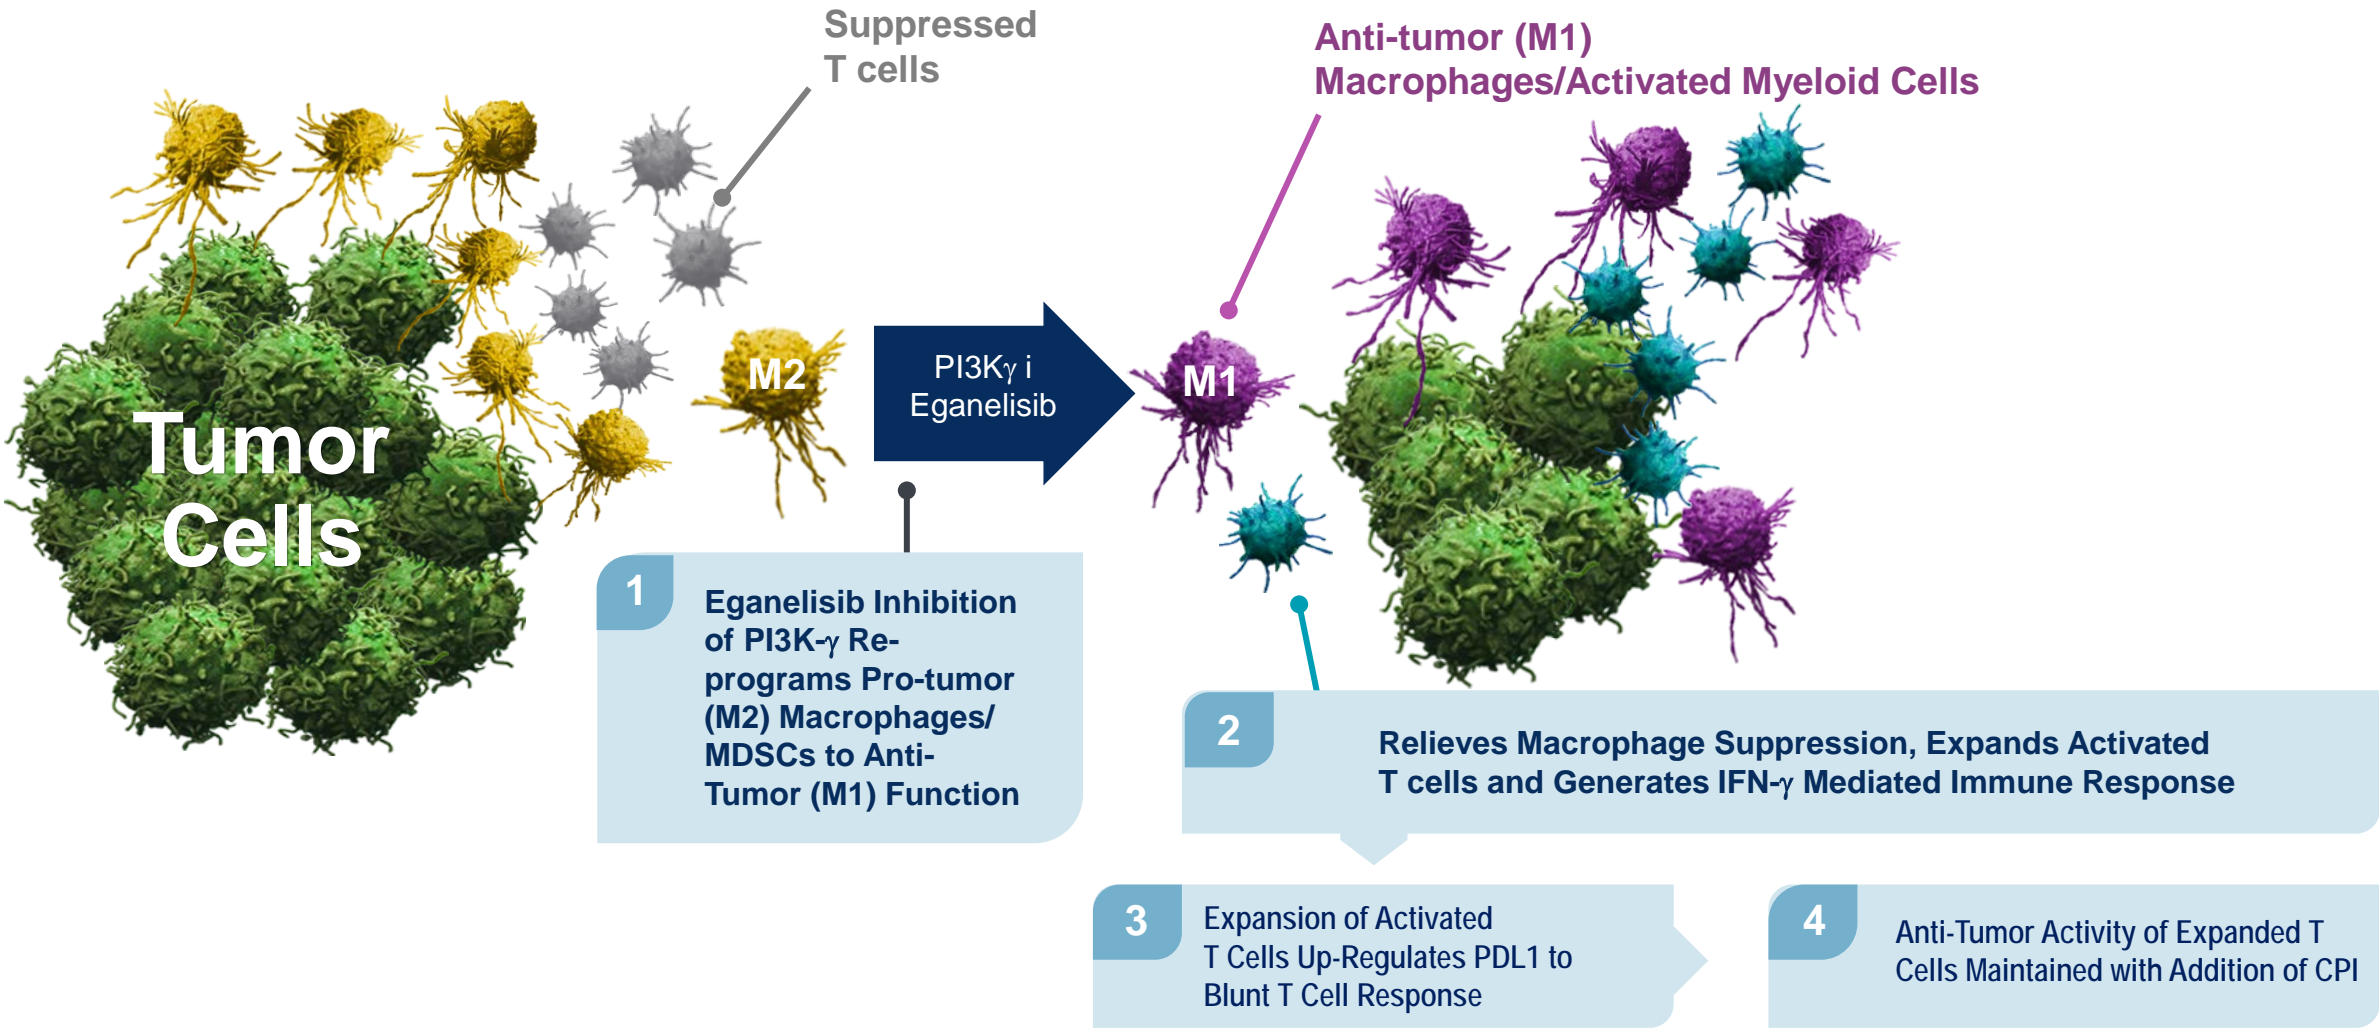 Suppressed
T cells
Anti-tumor (M1)
Macrophages/Activated Myeloid Cells
Tumor
Cells
M2
PI3Kγ i
Eganelisib
M1
1
Eganelisib Inhibition
of PI3K-γ Re-
programs Pro-tumor
(M2) Macrophages/
MDSCs to Anti-
Tumor (M1) Function
2
Relieves Macrophage Suppression, Expands Activated
T cells and Generates IFN-γ Mediated Immune Response
3
Expansion of Activated
T Cells Up-Regulates PDL1 to
Blunt T Cell Response
4
Anti-Tumor Activity of Expanded T
Cells Maintained with Addition of CPI